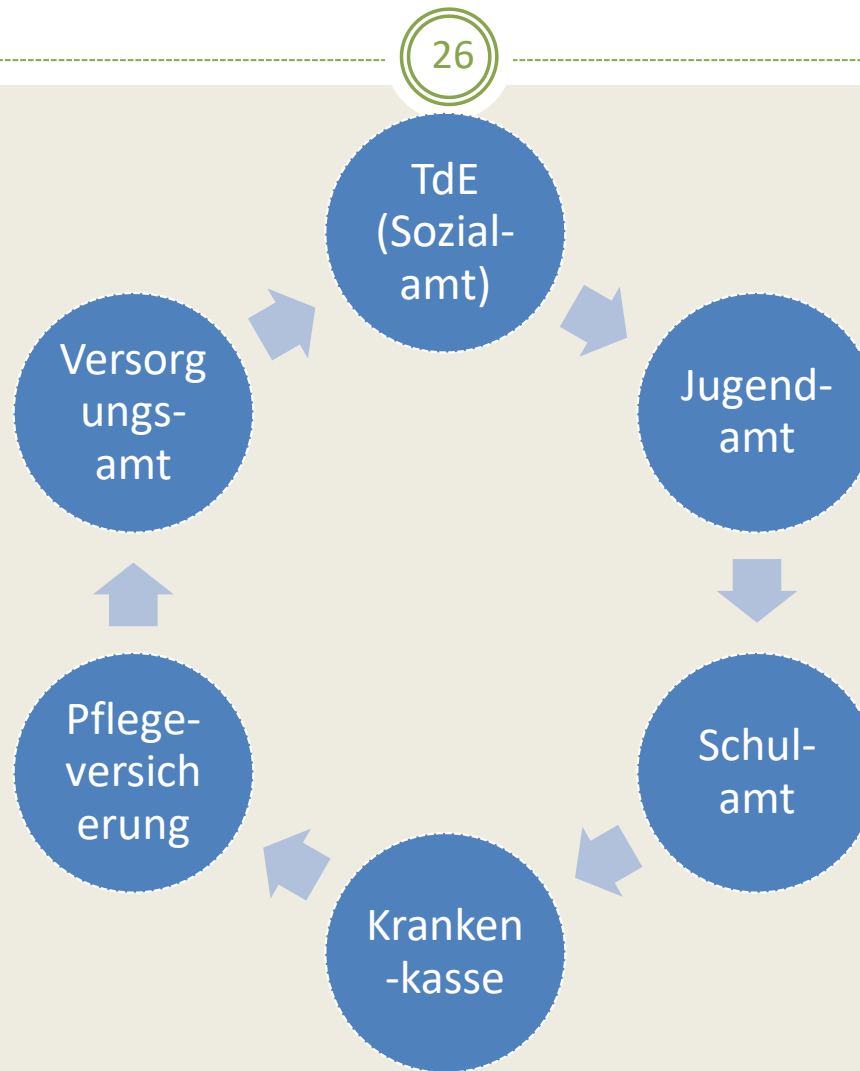 26
TdE
(Sozial-
amt)
Jugend-
amt
Schul-
amt
Kranken
-kasse
Pflege-
versich
erung
Versorg
ungs-
amt